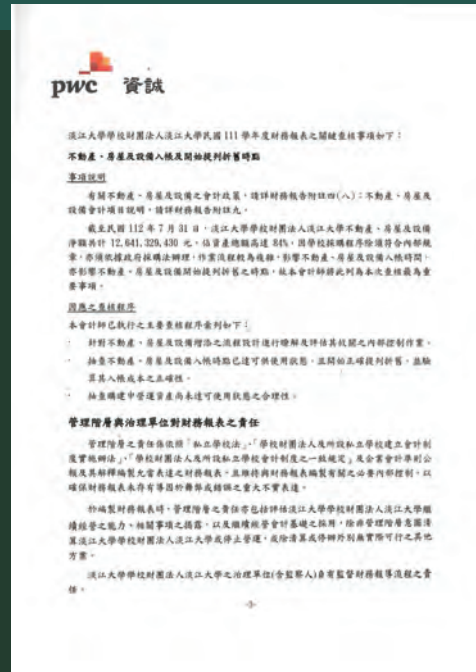 pwc 資誠
淡江大學學校財團法人淡江大學民國 111 學年度財務報表之關鍵查核事項如下：
不動產、房屋及設備入帳及開始提列折舊時點
事項說明
有關不動產、房屋及設備之會計政策，請詳財務報告附註四(八)；不動產、房屋及
設備會計項目說明，請詳財務報告附註九。
截至民國 112 年 7 月 31 日，淡江大學學校財團法人淡江大學不動產、房屋及設備
淨額共計 12,641,329,430 元，佔資產總額高達 84%，因學校採購程序除須符合內部規
章，亦須依據政府採購法辦理，作業流程較為複雜，影響不動產、房屋及設備入帳時間，
亦影響不動產、房屋及設備開始提列折舊之時點，故本會計師將此列為本次查核最為重
要事項。
因應之查核程序
本會計師已執行之主要查核程序彙列如下：
· 針對不動產、房屋及設備增添之流程設計進行瞭解及評估其攸關之內部控制作業。
· 抽查不動產、房屋及設備入帳時點已達可供使用狀態，且開始正確提列折舊，並驗
算其入帳成本之正確性。
· 抽查購建中營運資產尚未達可使用狀態之合理性。
管理階層與治理單位對財務報表之責任
管理階層之責任係依照「私立學校法」、「學校財團法人及所設私立學校建立會計制
度實施辦法」、「學校財團法人及所設私立學校會計制度之一致規定」及企業會計準則公
報及其解釋編製允當表達之財務報表，且維持與財務報表編製有關之必要內部控制，以
確保財務報表未存有導因於舞弊或錯誤之重大不實表達。
於編製財務報表時，管理階層之責任亦包括評估淡江大學學校財團法人淡江大學繼
續經營之能力、相關事項之揭露，以及繼續經營會計基礎之採用，除非管理階層意圖清
算淡江大學學校財團法人淡江大學或停止營運，或除清算或停辦外別無實際可行之其他
方案。
淡江大學學校財團法人淡江大學之治理單位(含監察人)負有監督財務報導流程之責
任。
-3-